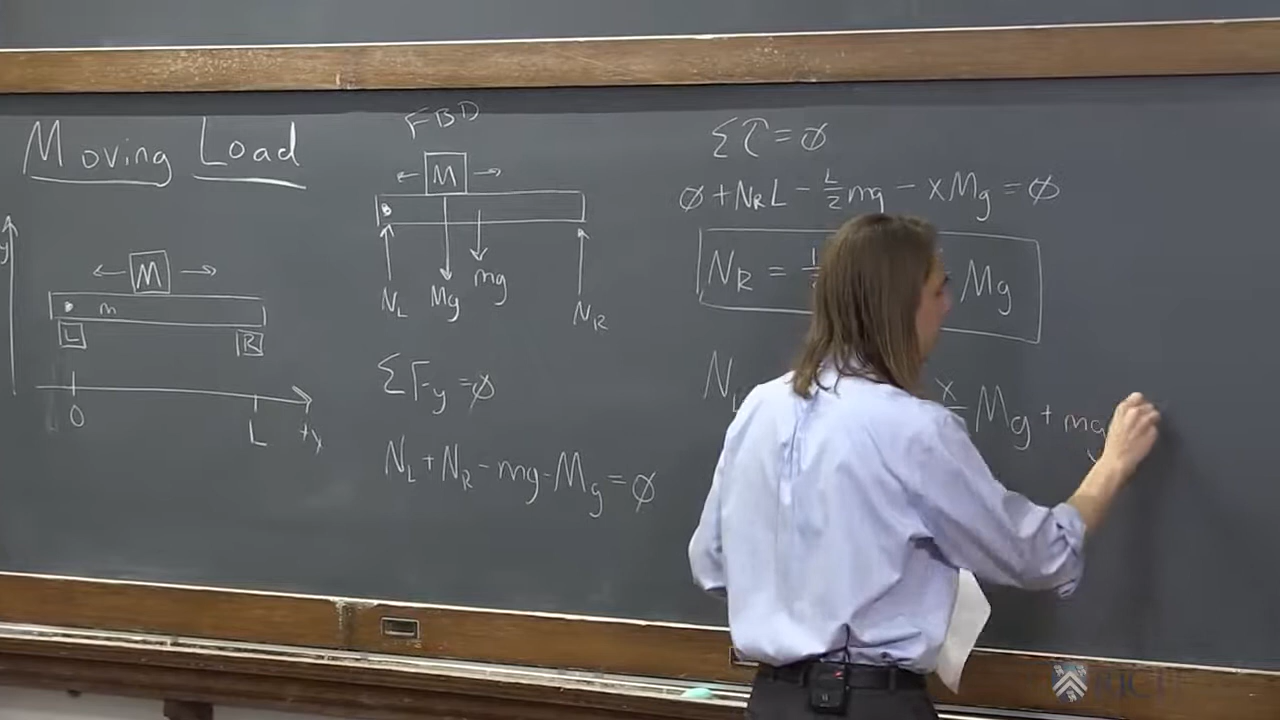 Moving Load
y
M
m
L
R
0
L
+x
FBD
M
N_L
Mg
mg
N_R
ΣF_y = ∅
N_L + N_R - mg - Mg = ∅
Στ = ∅
∅ + N_R L - L/2 mg - xMg = ∅
N_R = Mg
N_L x Mg + mg